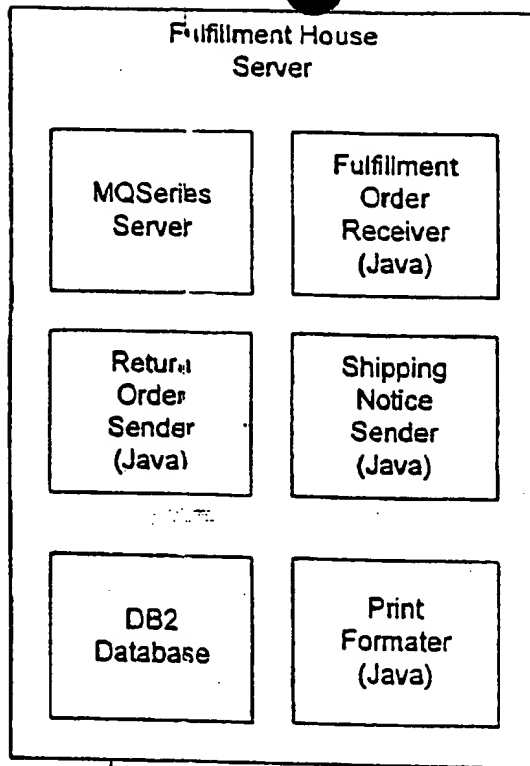 Fulfillment House
Server
MQSeries
Server
Fulfillment
Order
Receiver
(Java)
Return
Order
Sender
(Java)
Shipping
Notice
Sender
(Java)
DB2
Database
Print
Formater
(Java)